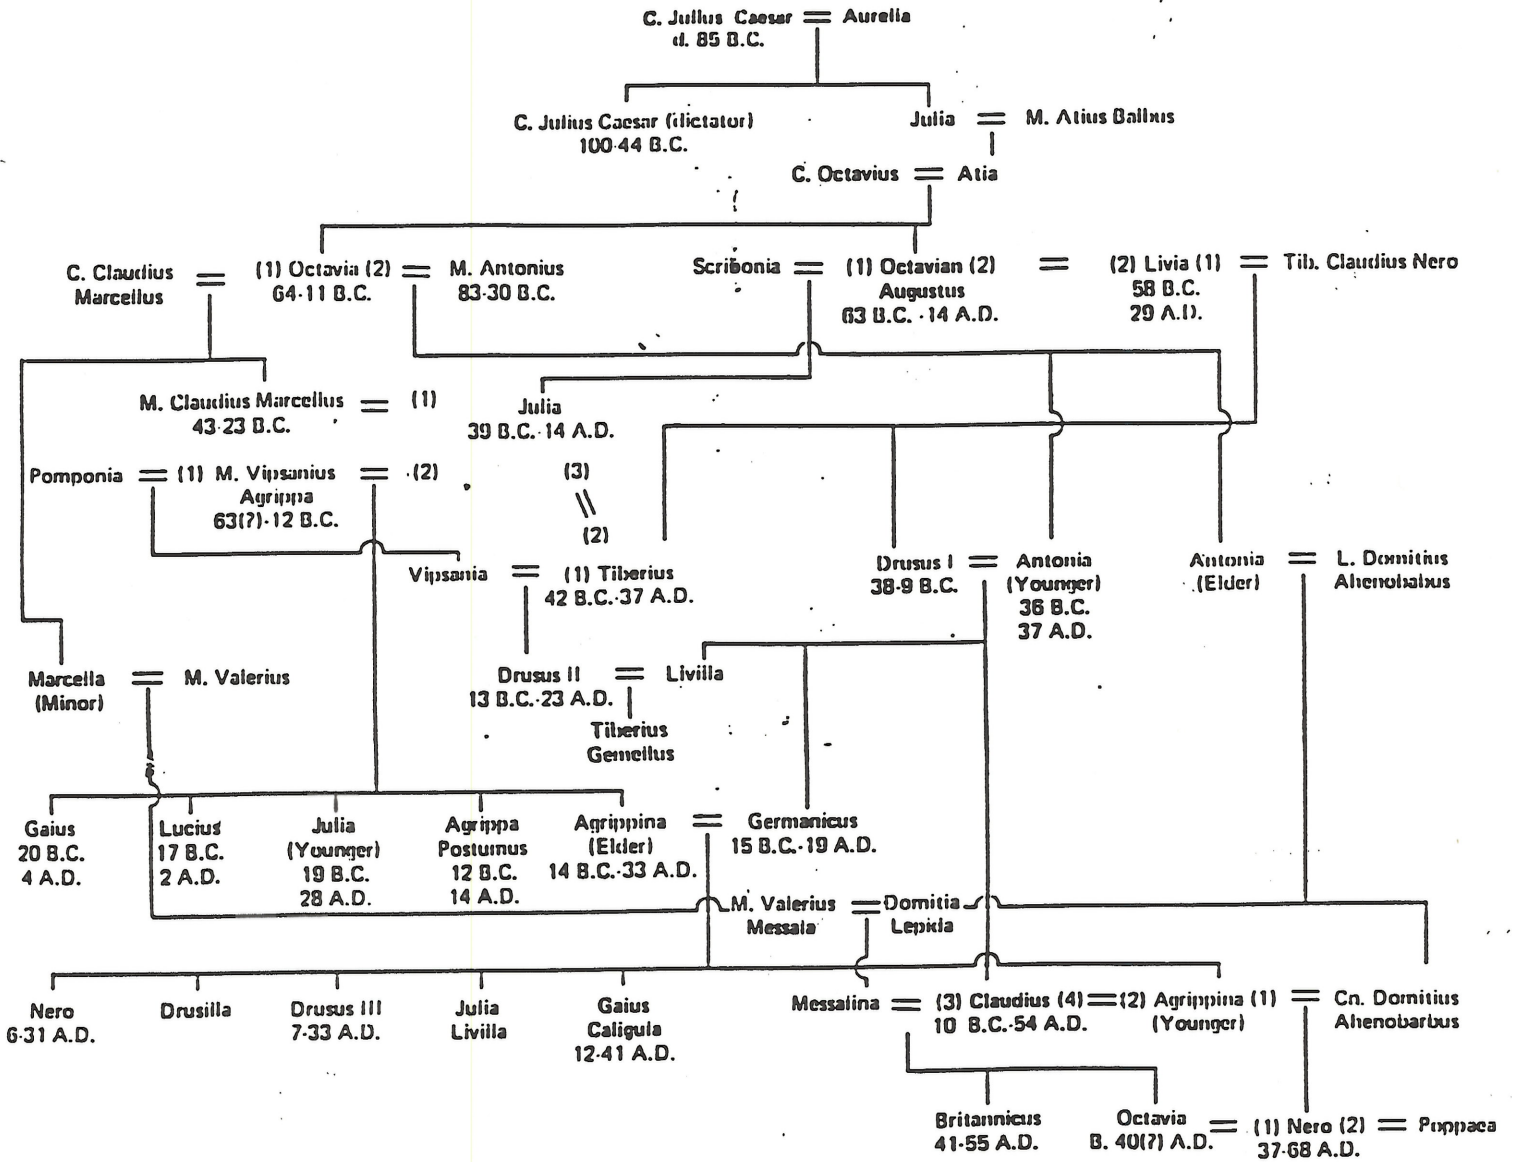 C. Julius Caesar = Aurelia
d. 85 B.C.
C. Julius Caesar (dictator)
100-44 B.C.
Julia = M. Atius Balbus
C. Octavius = Atia
C. Claudius
Marcellus
=
(1) Octavia (2)
64-11 B.C.
=
M. Antonius
83-30 B.C.
Scribonia =
(1) Octavian (2)
Augustus
63 B.C. - 14 A.D.
=
(2) Livia (1)
58 B.C.
29 A.D.
= Tib. Claudius Nero
M. Claudius Marcellus = (1)
43-23 B.C.
Julia
39 B.C.-14 A.D.
Pomponia = (1) M. Vipsanius = (2)
Agrippa
63(?)-12 B.C.
(3)
\\
(2)
Vipsania = (1) Tiberius
42 B.C.-37 A.D.
Drusus I =
38-9 B.C.
Antonia
(Younger)
36 B.C.
37 A.D.
Antonia
(Elder)
=
L. Domitius
Ahenobabus
Marcella = M. Valerius
(Minor)
Drusus II = Livilla
13 B.C.-23 A.D.
Tiberius
Gemellus
Gaius
20 B.C.
4 A.D.
Lucius
17 B.C.
2 A.D.
Julia
(Younger)
19 B.C.
28 A.D.
Agrippa
Postumus
12 B.C.
14 A.D.
Agrippina
(Elder)
14 B.C.-33 A.D.
=
Germanicus
15 B.C.-19 A.D.
M. Valerius
Messala
=
Domitia
Lepida
Nero
6-31 A.D.
Drusilla
Drusus III
7-33 A.D.
Julia
Livilla
Gaius
Caligula
12-41 A.D.
Messalina = (3) Claudius (4) = (2) Agrippina (1) = Cn. Domitius
10 B.C.-54 A.D.
(Younger)
Ahenobarbus
Britannicus
41-55 A.D.
Octavia
B. 40(?) A.D.
=
(1) Nero (2)
37-68 A.D.
= Poppaea